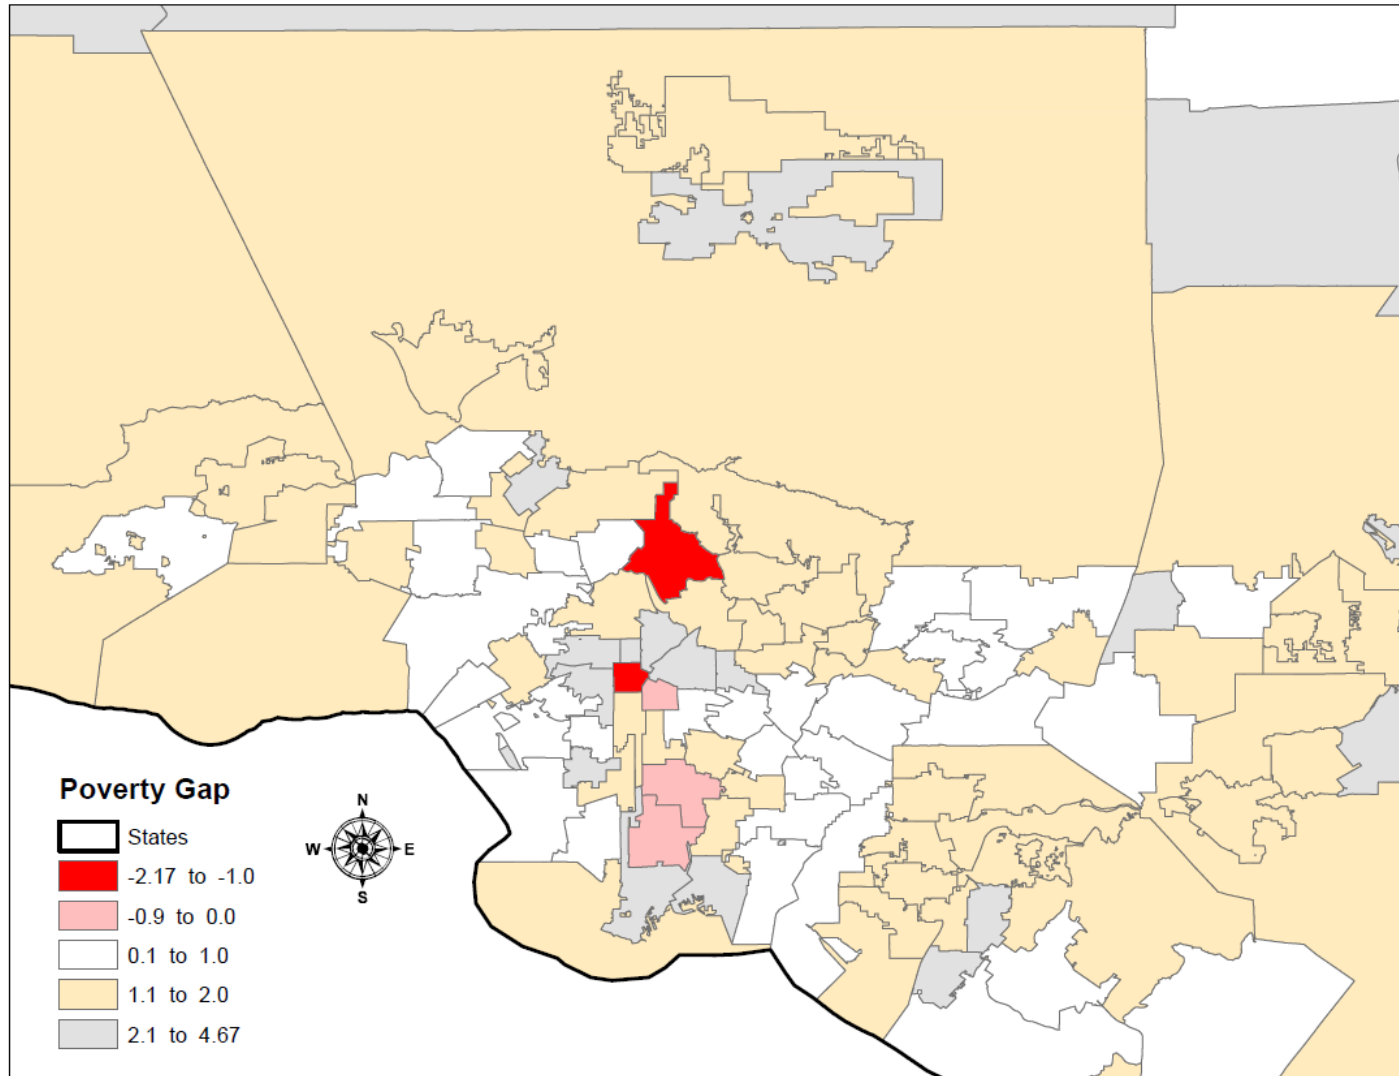 Poverty Gap
States
-2.17 to -1.0
-0.9 to 0.0
0.1 to 1.0
1.1 to 2.0
2.1 to 4.67
N
W E
S